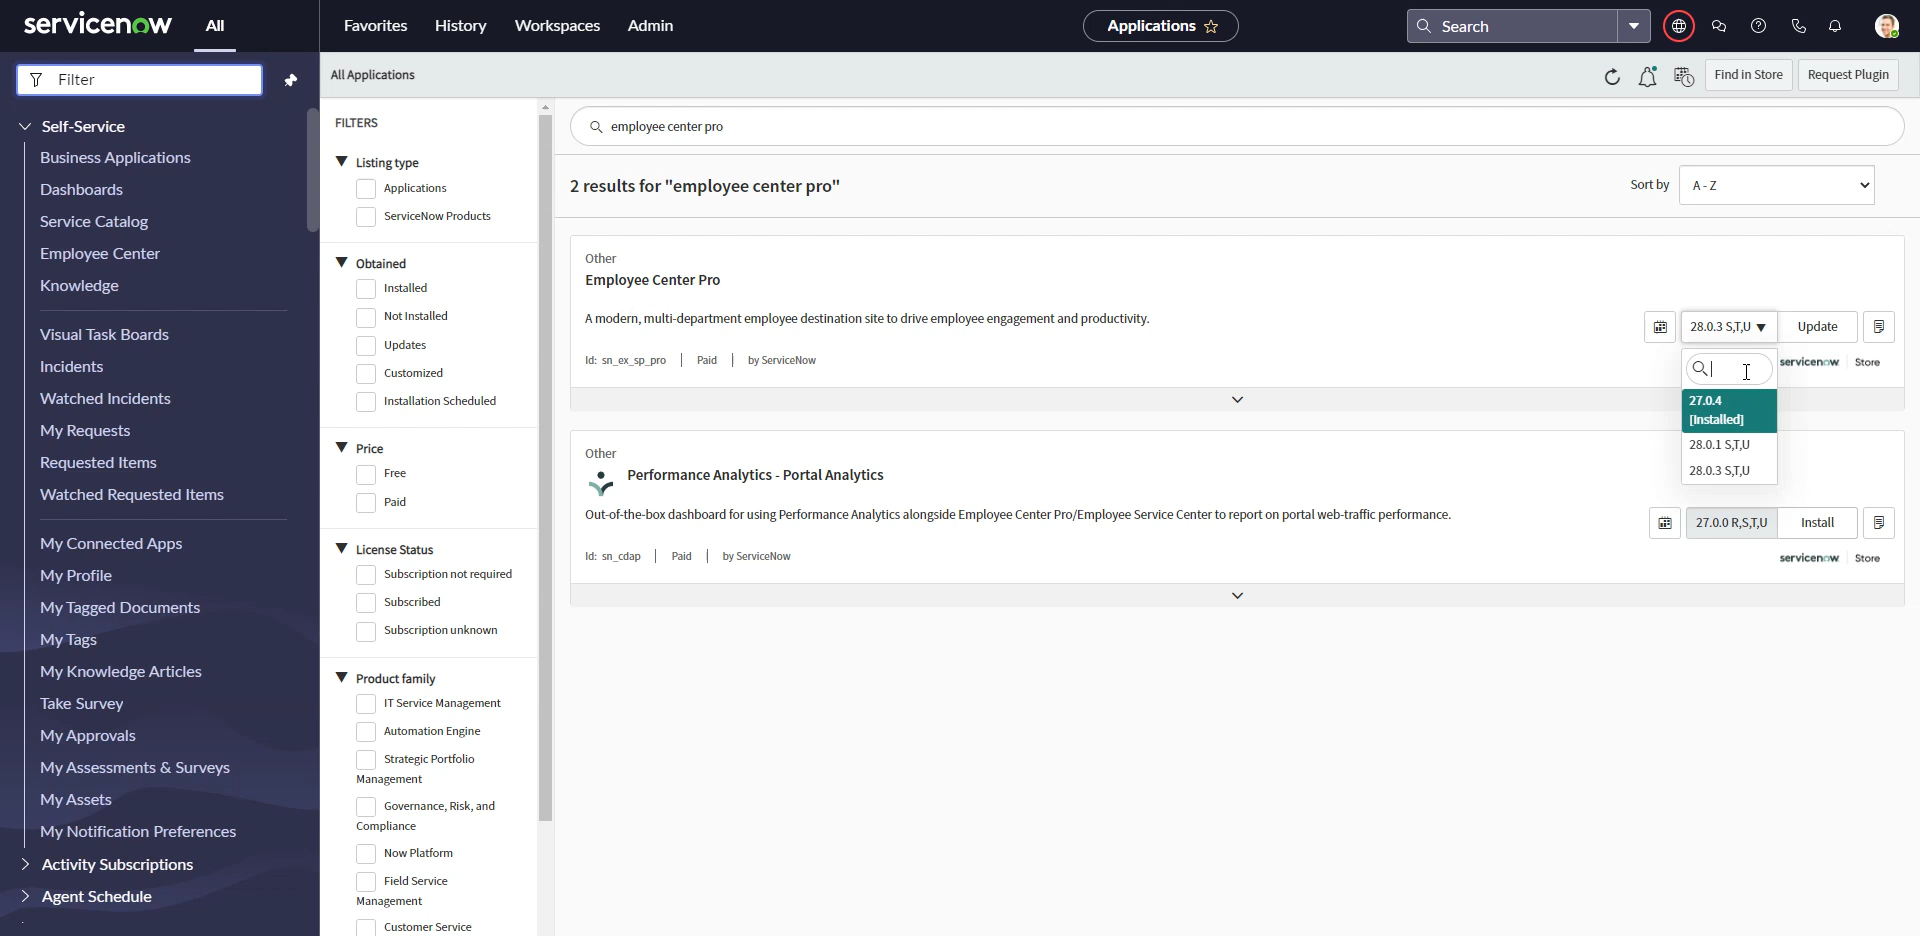 servicenow
All
Favorites
History
Workspaces
Admin
Applications
Search
Filter
Self-Service
Business Applications
Dashboards
Service Catalog
Employee Center
Knowledge
Visual Task Boards
Incidents
Watched Incidents
My Requests
Requested Items
Watched Requested Items
My Connected Apps
My Profile
My Tagged Documents
My Tags
My Knowledge Articles
Take Survey
My Approvals
My Assessments & Surveys
My Assets
My Notification Preferences
Activity Subscriptions
Agent Schedule
All Applications
Find in Store
Request Plugin
FILTERS
Listing type
Applications
ServiceNow Products
Obtained
Installed
Not Installed
Updates
Customized
Installation Scheduled
Price
Free
Paid
License Status
Subscription not required
Subscribed
Subscription unknown
Product family
IT Service Management
Automation Engine
Strategic Portfolio
Management
Governance, Risk, and
Compliance
Now Platform
Field Service
Management
Customer Service
employee center pro
2 results for "employee center pro"
Sort by
A - Z
Other
Employee Center Pro
A modern, multi-department employee destination site to drive employee engagement and productivity.
Id: sn_ex_sp_pro | Paid | by ServiceNow
28.0.3 S,T,U
Update
servicenow | Store
27.0.4
[Installed]
28.0.1 S,T,U
28.0.3 S,T,U
Other
Performance Analytics - Portal Analytics
Out-of-the-box dashboard for using Performance Analytics alongside Employee Center Pro/Employee Service Center to report on portal web-traffic performance.
Id: sn_cdap | Paid | by ServiceNow
27.0.0 R,S,T,U
Install
servicenow | Store